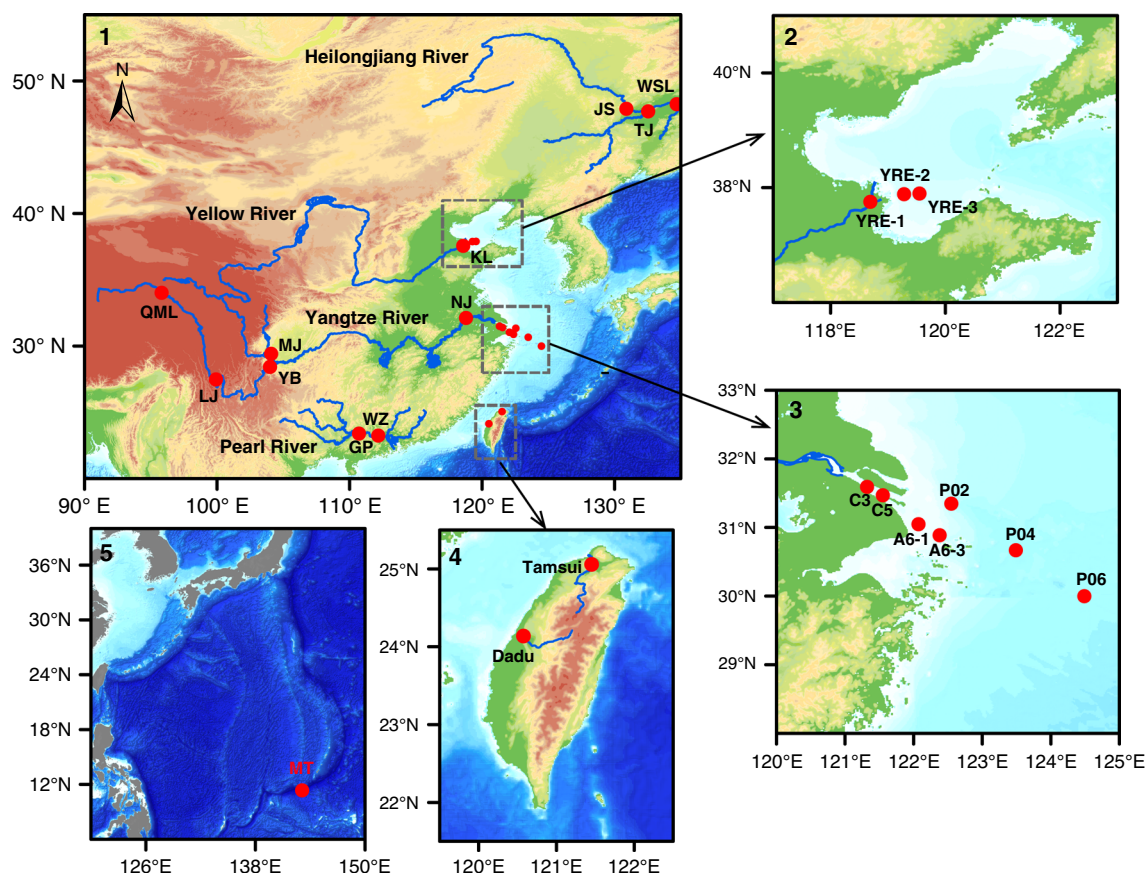 1
N
Heilongjiang River
WSL
JS
TJ
Yellow River
KL
QML
NJ
Yangtze River
MJ
YB
LJ
WZ
GP
Pearl River
50° N
40° N
30° N
90° E
100° E
110° E
120° E
130° E
2
YRE-2
YRE-1
YRE-3
40°N
38°N
118°E
120°E
122°E
3
C3
C5
P02
A6-1
A6-3
P04
P06
33°N
32°N
31°N
30°N
29°N
120°E
121°E
122°E
123°E
124°E
125°E
5
MT
36°N
30°N
24°N
18°N
12°N
126°E
138°E
150°E
4
Tamsui
Dadu
25°N
24°N
23°N
22°N
120°E
121°E
122°E